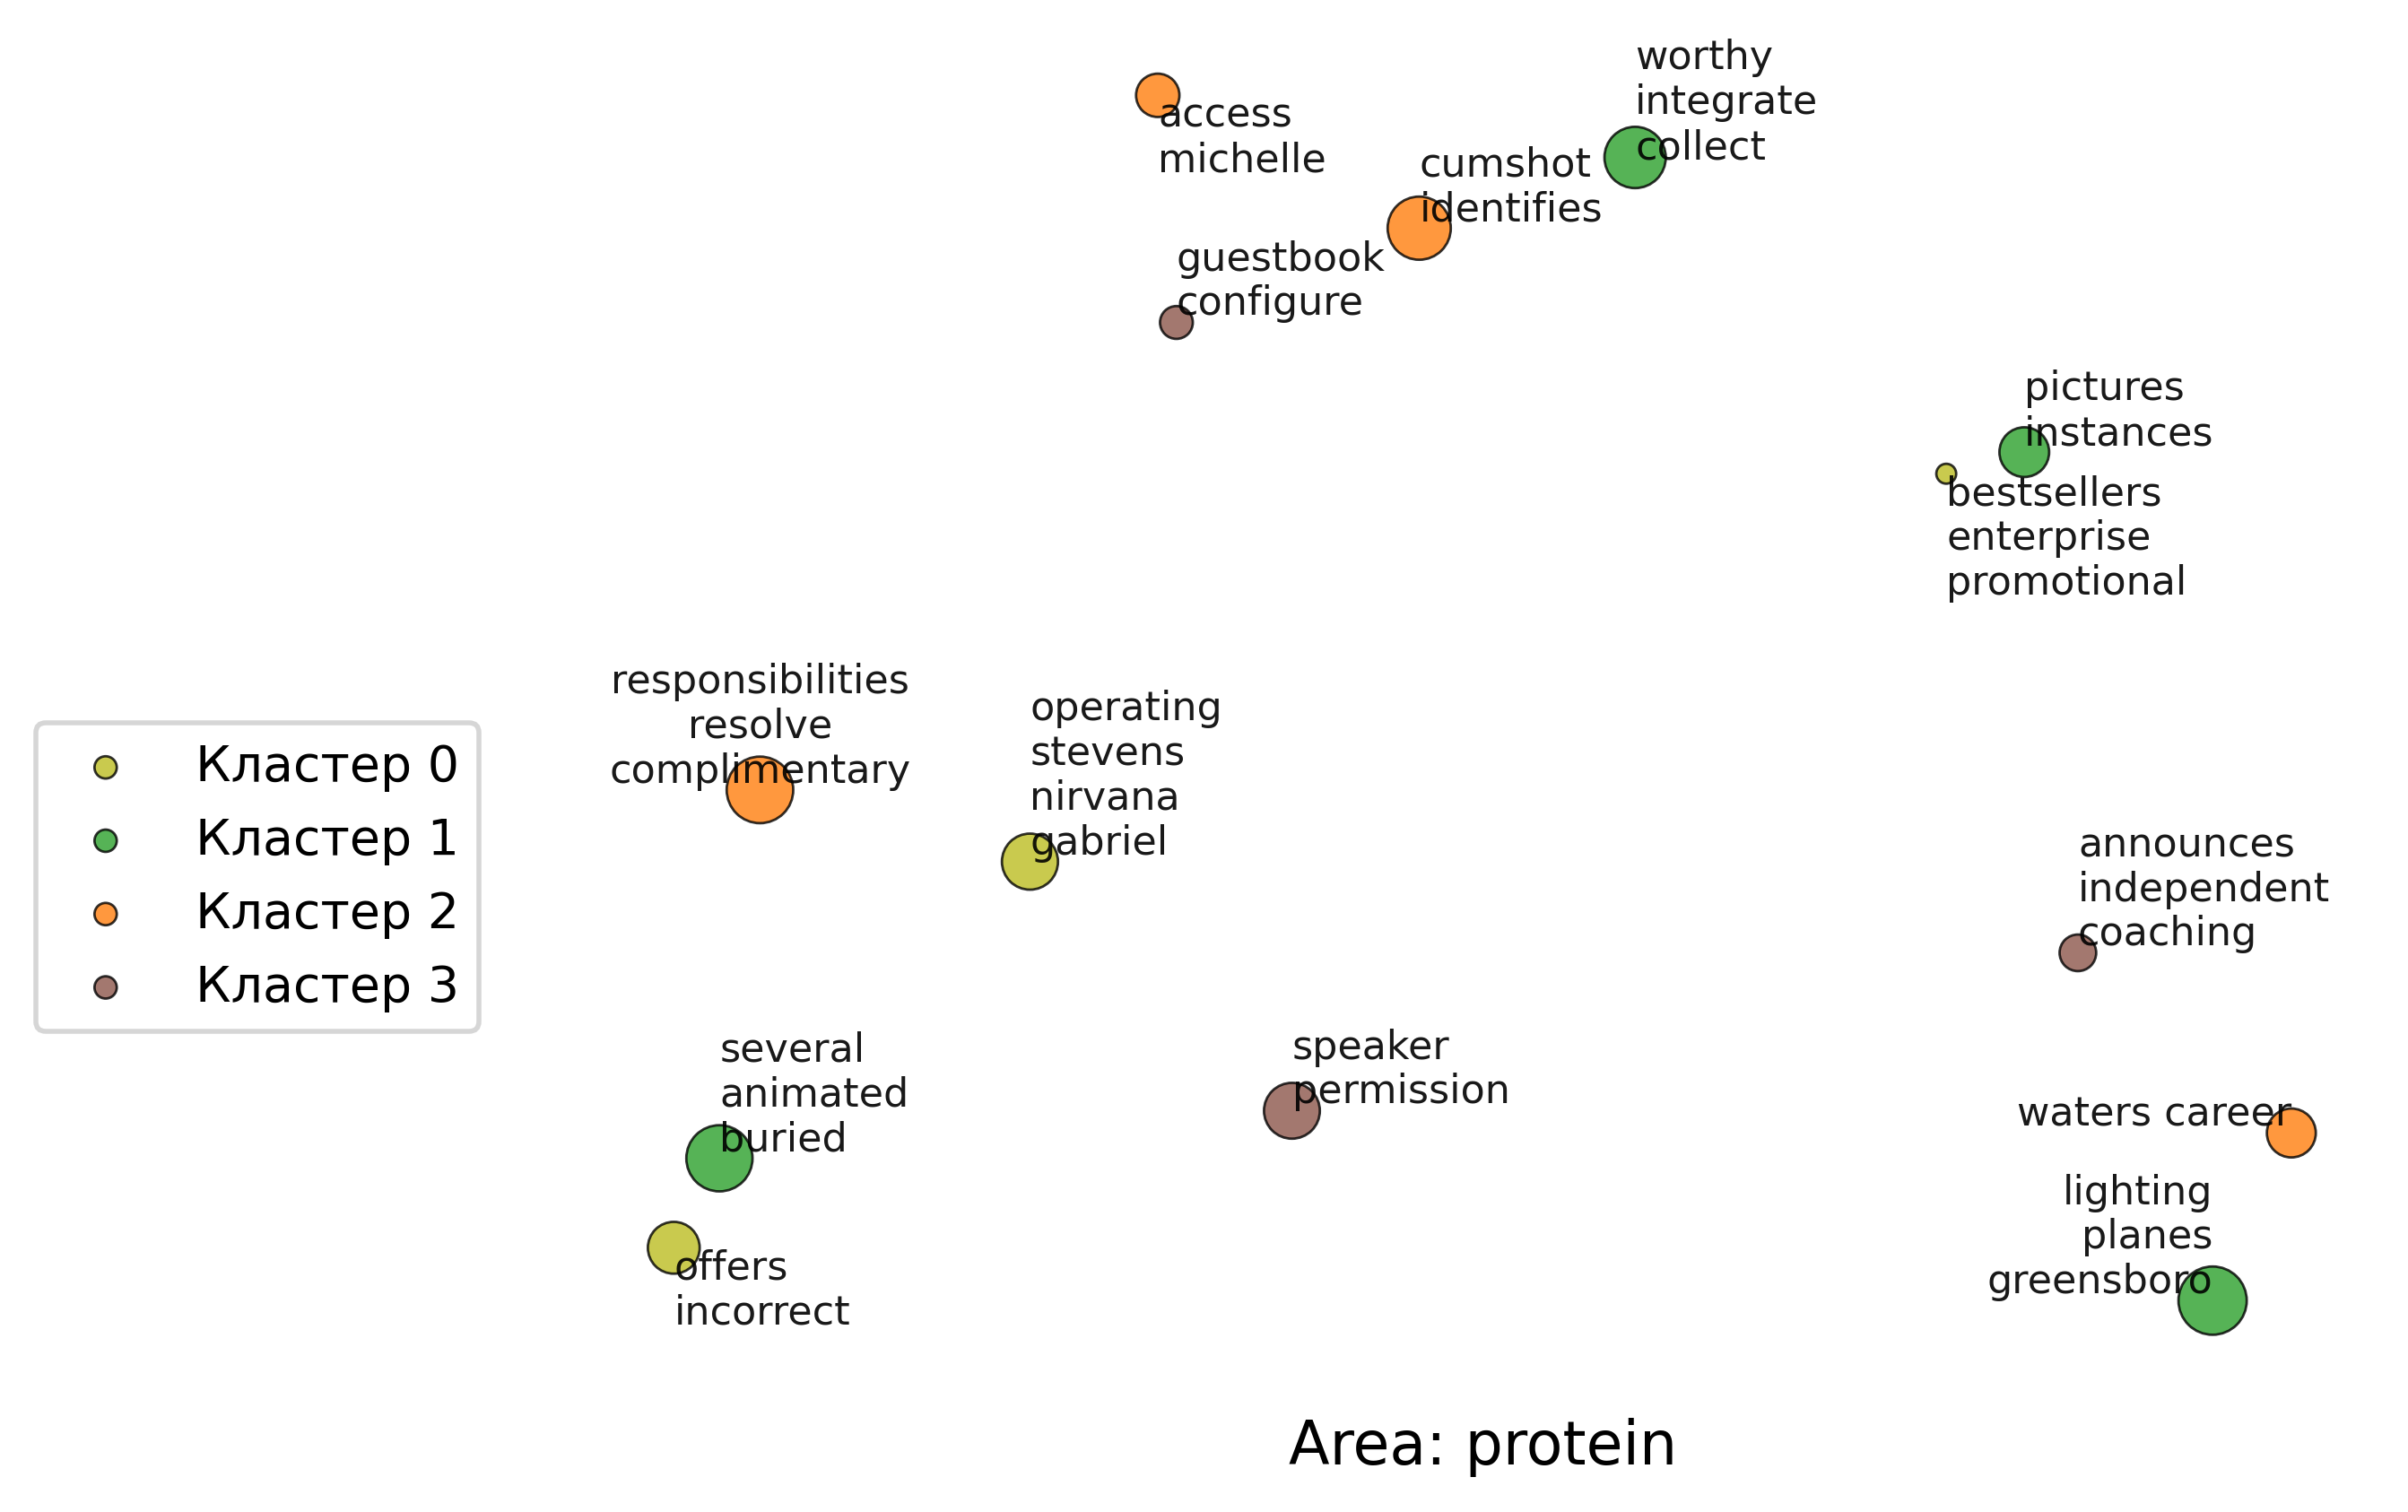 worthy
integrate
collect
access
michelle
cumshot
identifies
guestbook
configure
pictures
instances
bestsellers
enterprise
promotional
responsibilities
resolve
complimentary
operating
stevens
nirvana
gabriel
Кластер 0
Кластер 1
Кластер 2
Кластер 3
announces
independent
coaching
several
animated
buried
speaker
permission
waters career
lighting
planes
greensboro
offers
incorrect
Area: protein